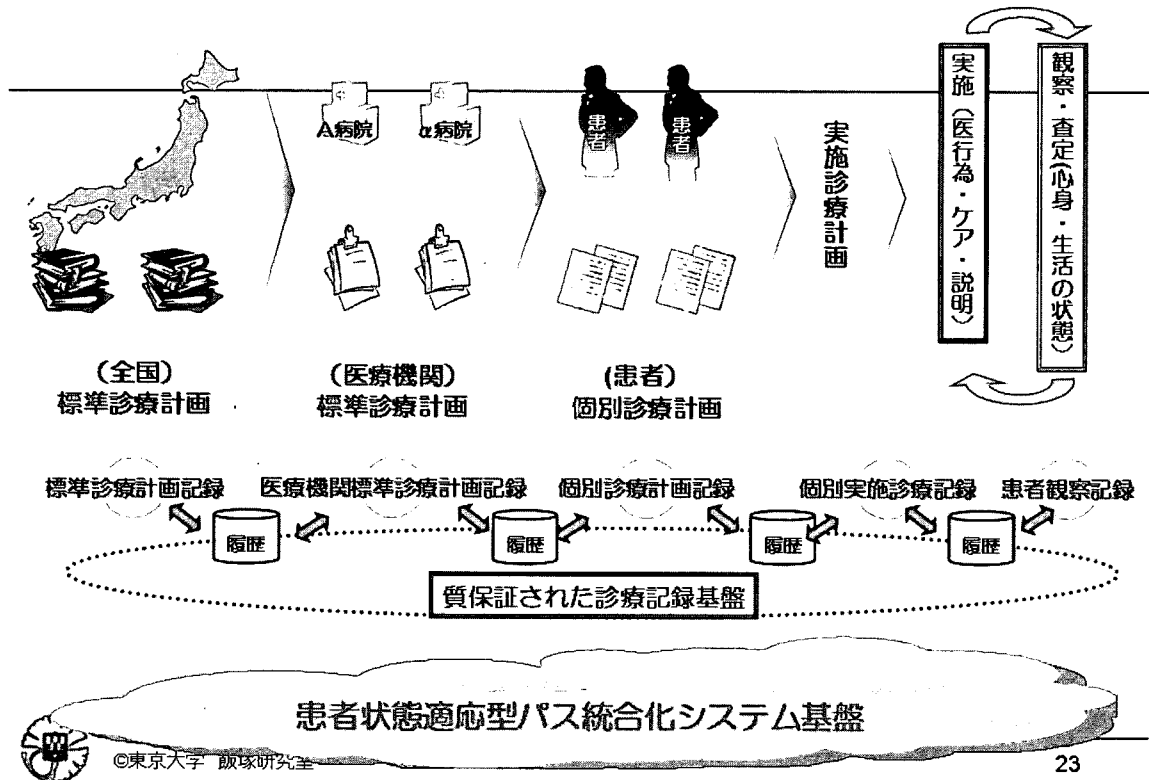 A病院
α病院
患者
患者
実施診療計画
実施（医行為・ケア・説明）
観察・査定(心身・生活の状態)
（全国）
標準診療計画
（医療機関）
標準診療計画
(患者)
個別診療計画
標準診療計画記録
医療機関標準診療計画記録
個別診療計画記録
個別実施診療記録
患者観察記録
履歴
履歴
履歴
履歴
質保証された診療記録基盤
患者状態適応型パス統合化システム基盤
©東京大学 飯塚研究室
23